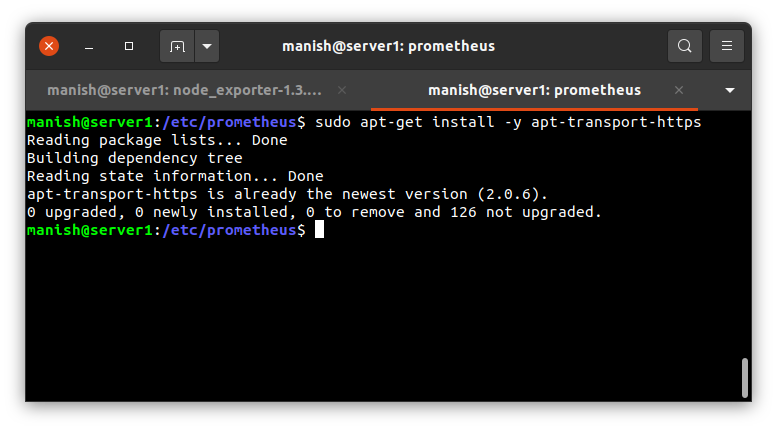 manish@server1: prometheus
manish@server1: node_exporter-1.3.... manish@server1: prometheus
manish@server1:/etc/prometheus$ sudo apt-get install -y apt-transport-https
Reading package lists... Done
Building dependency tree
Reading state information... Done
apt-transport-https is already the newest version (2.0.6).
0 upgraded, 0 newly installed, 0 to remove and 126 not upgraded.
manish@server1:/etc/prometheus$